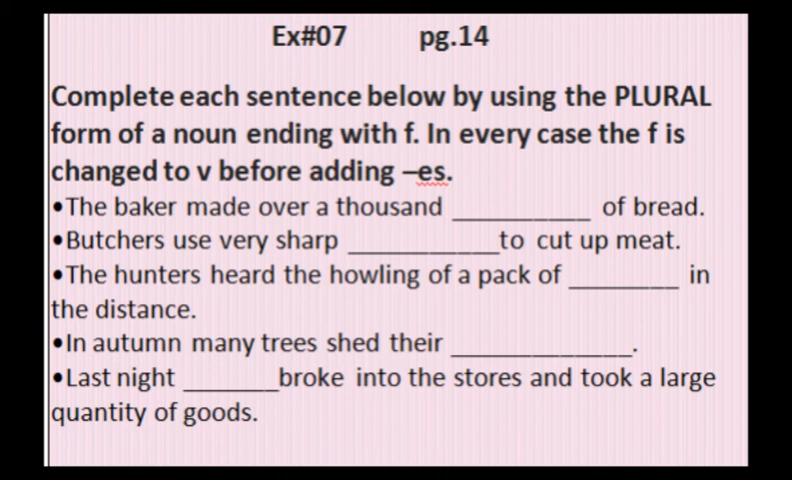 Ex#07 pg.14
Complete each sentence below by using the PLURAL
form of a noun ending with f. In every case the f is
changed to v before adding –es.
•The baker made over a thousand __________ of bread.
•Butchers use very sharp ___________to cut up meat.
•The hunters heard the howling of a pack of ________ in
the distance.
•In autumn many trees shed their _____________.
•Last night _______broke into the stores and took a large
quantity of goods.